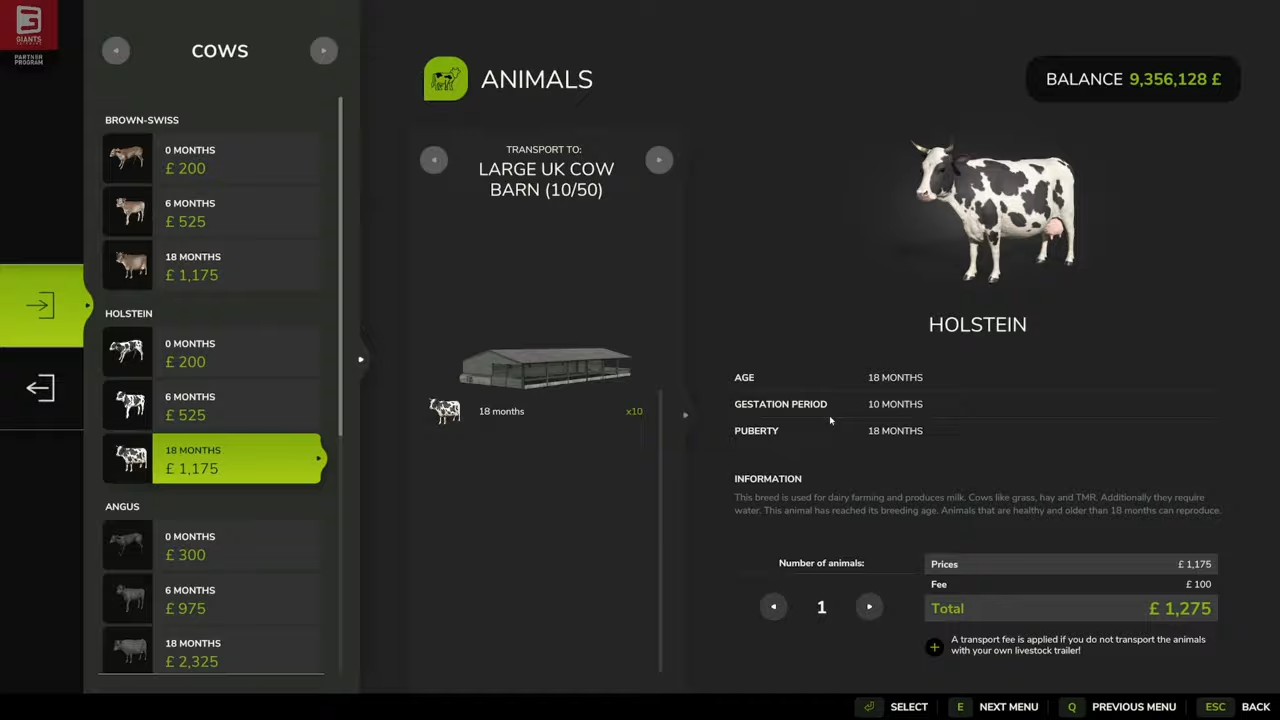 GIANTS
PARTNER
PROGRAM
COWS
BROWN-SWISS
0 MONTHS
£ 200
6 MONTHS
£ 525
18 MONTHS
£ 1,175
HOLSTEIN
0 MONTHS
£ 200
6 MONTHS
£ 525
18 MONTHS
£ 1,175
ANGUS
0 MONTHS
£ 300
6 MONTHS
£ 975
18 MONTHS
£ 2,325
ANIMALS
BALANCE 9,356,128 £
TRANSPORT TO:
LARGE UK COW
BARN (10/50)
18 months x10
HOLSTEIN
AGE 18 MONTHS
GESTATION PERIOD 10 MONTHS
PUBERTY 18 MONTHS
INFORMATION
This breed is used for dairy farming and produces milk. Cows like grass, hay and TMR. Additionally they require
water. This animal has reached its breeding age. Animals that are healthy and older than 18 months can reproduce.
Number of animals:
1
Prices £ 1,175
Fee £ 100
Total £ 1,275
A transport fee is applied if you do not transport the animals
with your own livestock trailer!
SELECT E NEXT MENU Q PREVIOUS MENU ESC BACK